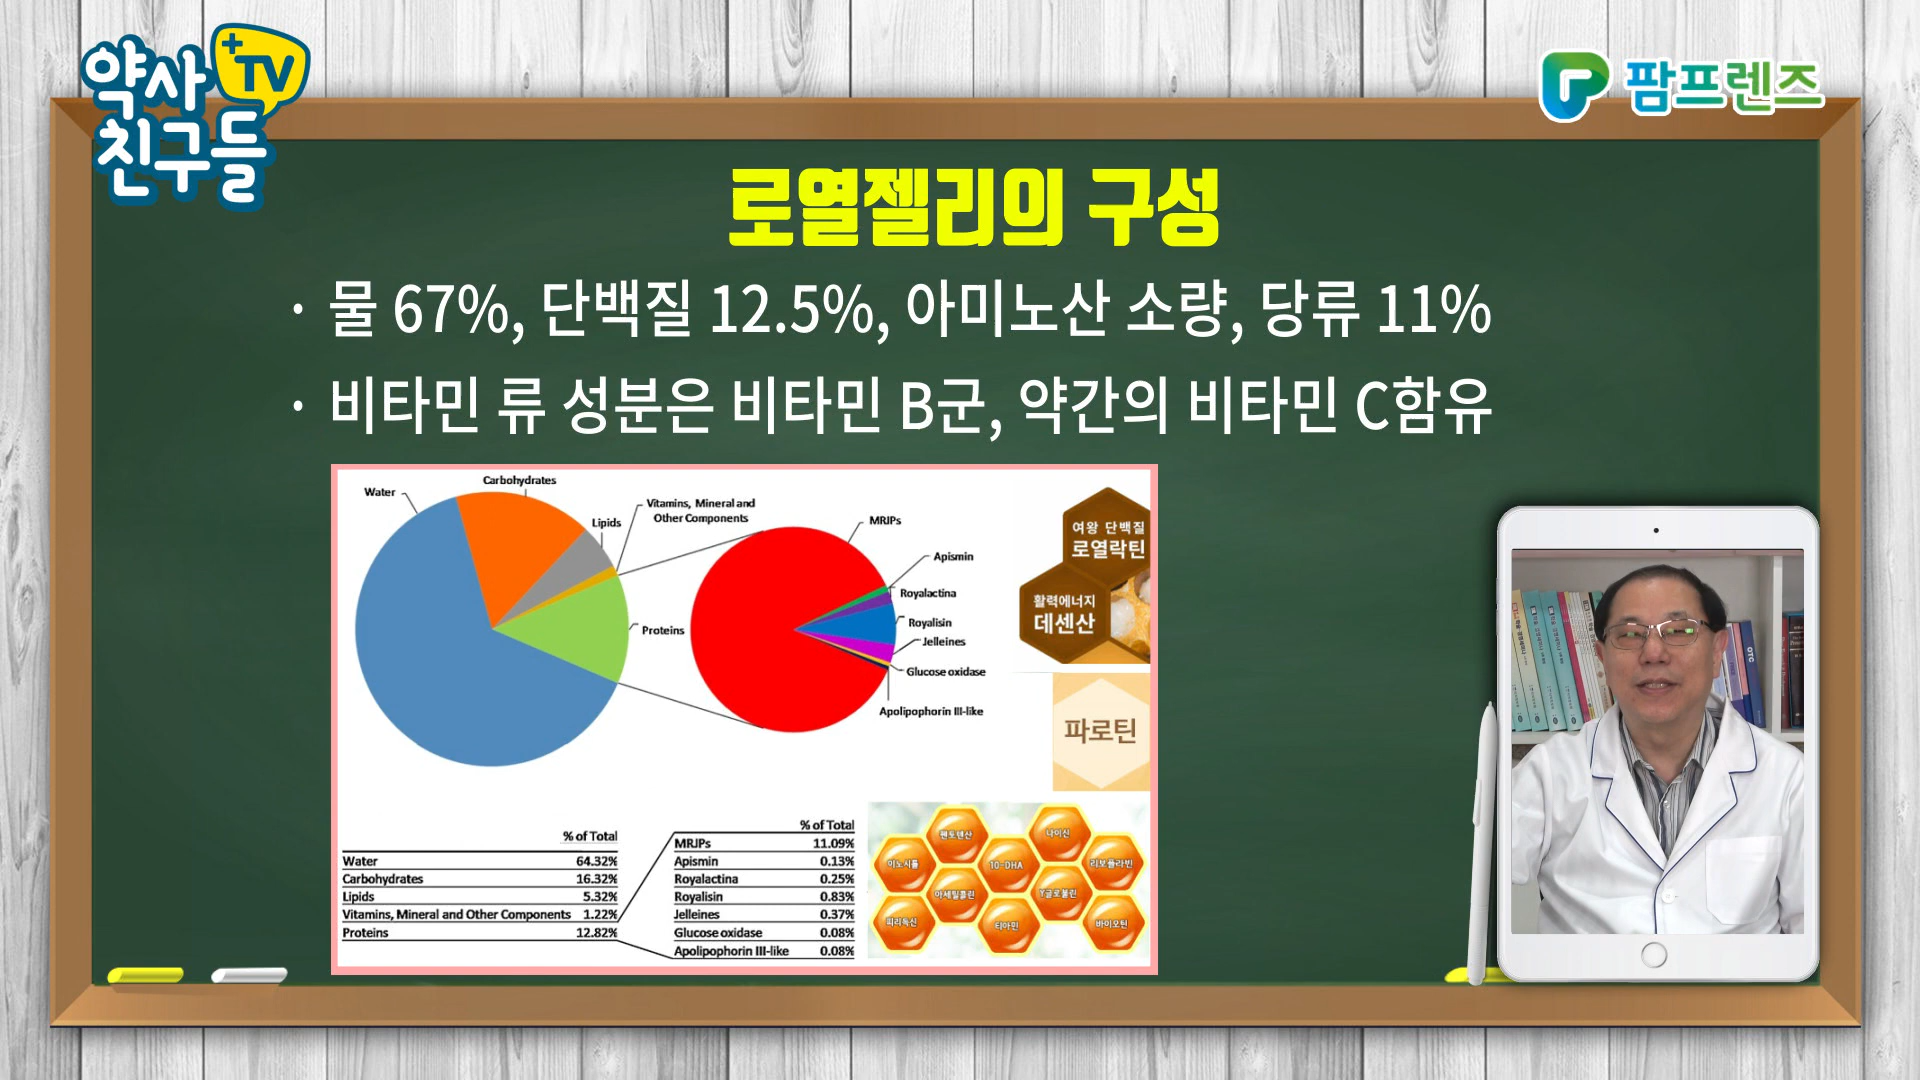 약사 TV
친구들
팜프렌즈
로열젤리의 구성
· 물 67%, 단백질 12.5%, 아미노산 소량, 당류 11%
· 비타민 류 성분은 비타민 B군, 약간의 비타민 C함유
Water
Carbohydrates
Lipids
Vitamins, Mineral and
Other Components
Proteins
MRJPs
Apismin
Royalactina
Royalisin
Jelleines
Glucose oxidase
Apolipophorin III-like
여왕 단백질
로열락틴
활력에너지
데센산
파로틴
% of Total
Water 64.32%
Carbohydrates 16.32%
Lipids 5.32%
Vitamins, Mineral and Other Components 1.22%
Proteins 12.82%
% of Total
MRJPs 11.09%
Apismin 0.13%
Royalactina 0.25%
Royalisin 0.83%
Jelleines 0.37%
Glucose oxidase 0.08%
Apolipophorin III-like 0.08%
판토텐산
나이신
이노시톨
10-DHA
리보플라빈
아세틸콜린
Y글로불린
피리독신
티아민
바이오틴
OTC